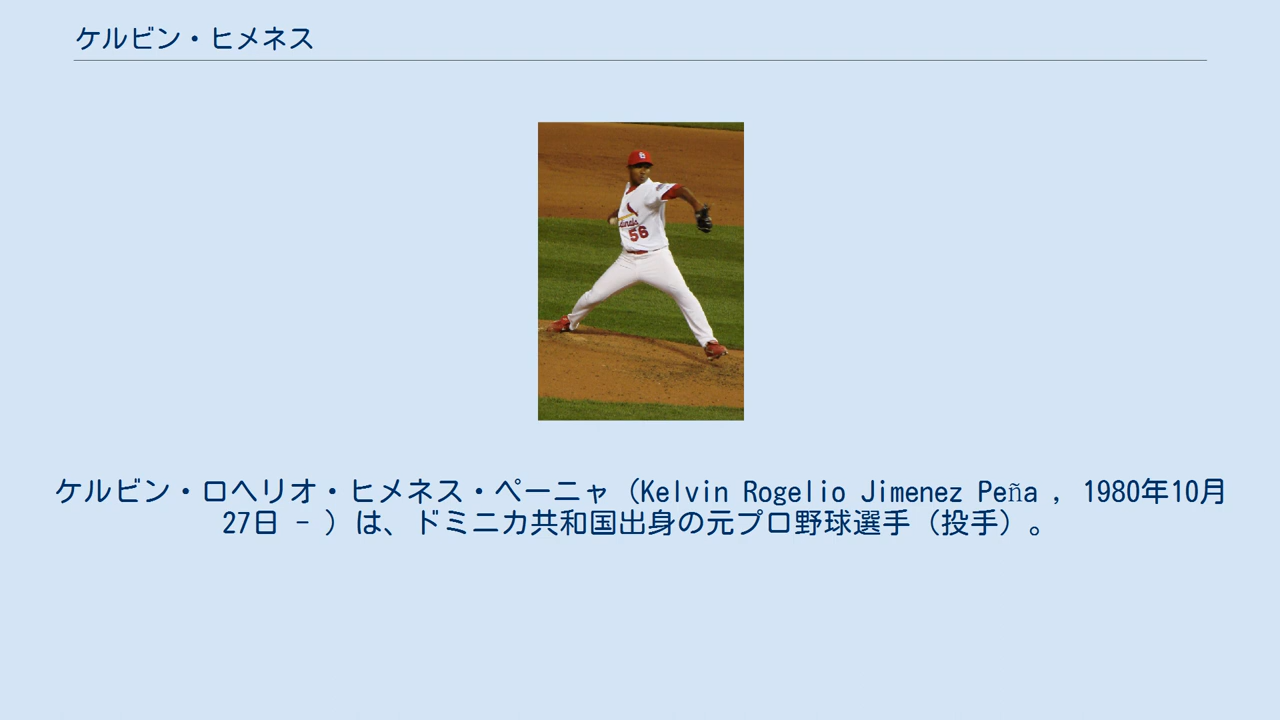 ケルビン・ヒメネス
56
ケルビン・ロヘリオ・ヒメネス・ペーニャ（Kelvin Rogelio Jimenez Peña , 1980年10月
27日 - ）は、ドミニカ共和国出身の元プロ野球選手（投手）。